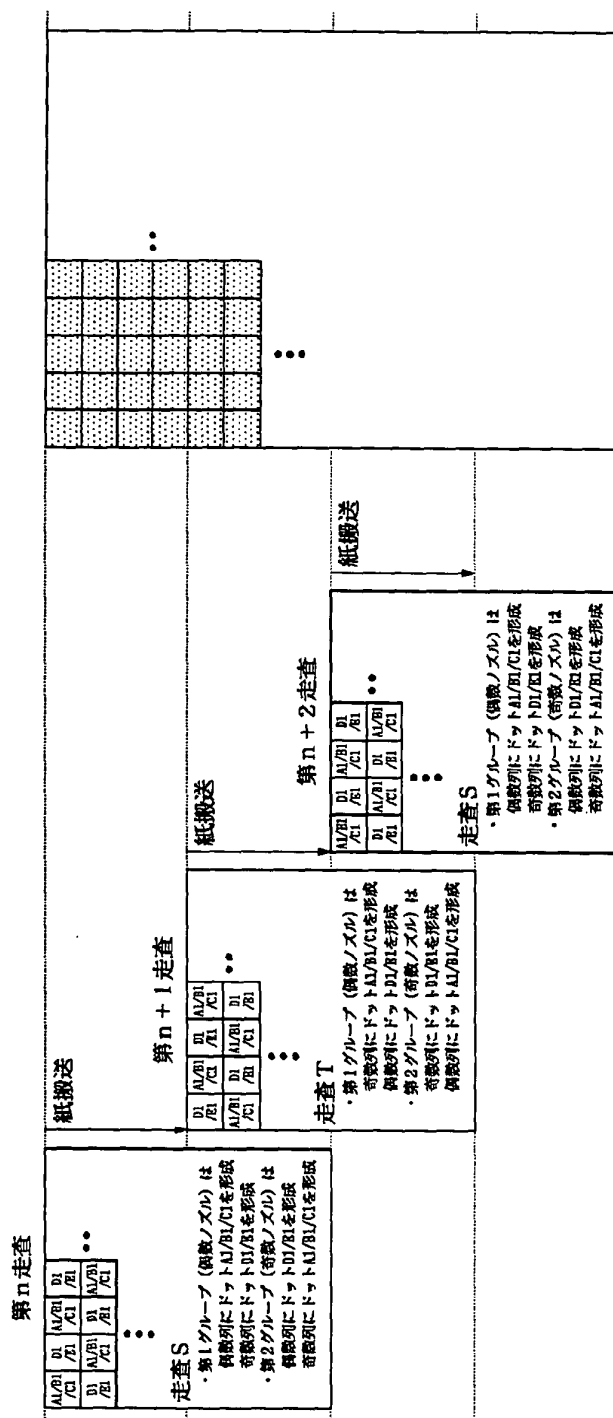 第n走査
A1/B1 D1 A1/B1 D1
/C1 /E1 /C1 /E1
D1 A1/B1 D1 A1/B1
/E1 /C1 /E1 /C1
走査S
・第1グループ(偶数ノズル)は
偶数列にドットA1/B1/C1を形成
奇数列にドットD1/E1を形成
・第2グループ(奇数ノズル)は
偶数列にドットD1/E1を形成
奇数列にドットA1/B1/C1を形成
紙搬送
第n+1走査
D1 A1/B1 D1 A1/B1
/E1 /C1 /E1 /C1
A1/B1 D1 A1/B1 D1
/C1 /E1 /C1 /E1
走査T
・第1グループ(偶数ノズル)は
奇数列にドットA1/B1/C1を形成
偶数列にドットD1/E1を形成
・第2グループ(奇数ノズル)は
奇数列にドットD1/E1を形成
偶数列にドットA1/B1/C1を形成
紙搬送
第n+2走査
A1/B1 D1 A1/B1 D1
/C1 /E1 /C1 /E1
D1 A1/B1 D1 A1/B1
/E1 /C1 /E1 /C1
走査S
・第1グループ(偶数ノズル)は
偶数列にドットA1/B1/C1を形成
奇数列にドットD1/E1を形成
・第2グループ(奇数ノズル)は
偶数列にドットD1/E1を形成
奇数列にドットA1/B1/C1を形成
紙搬送